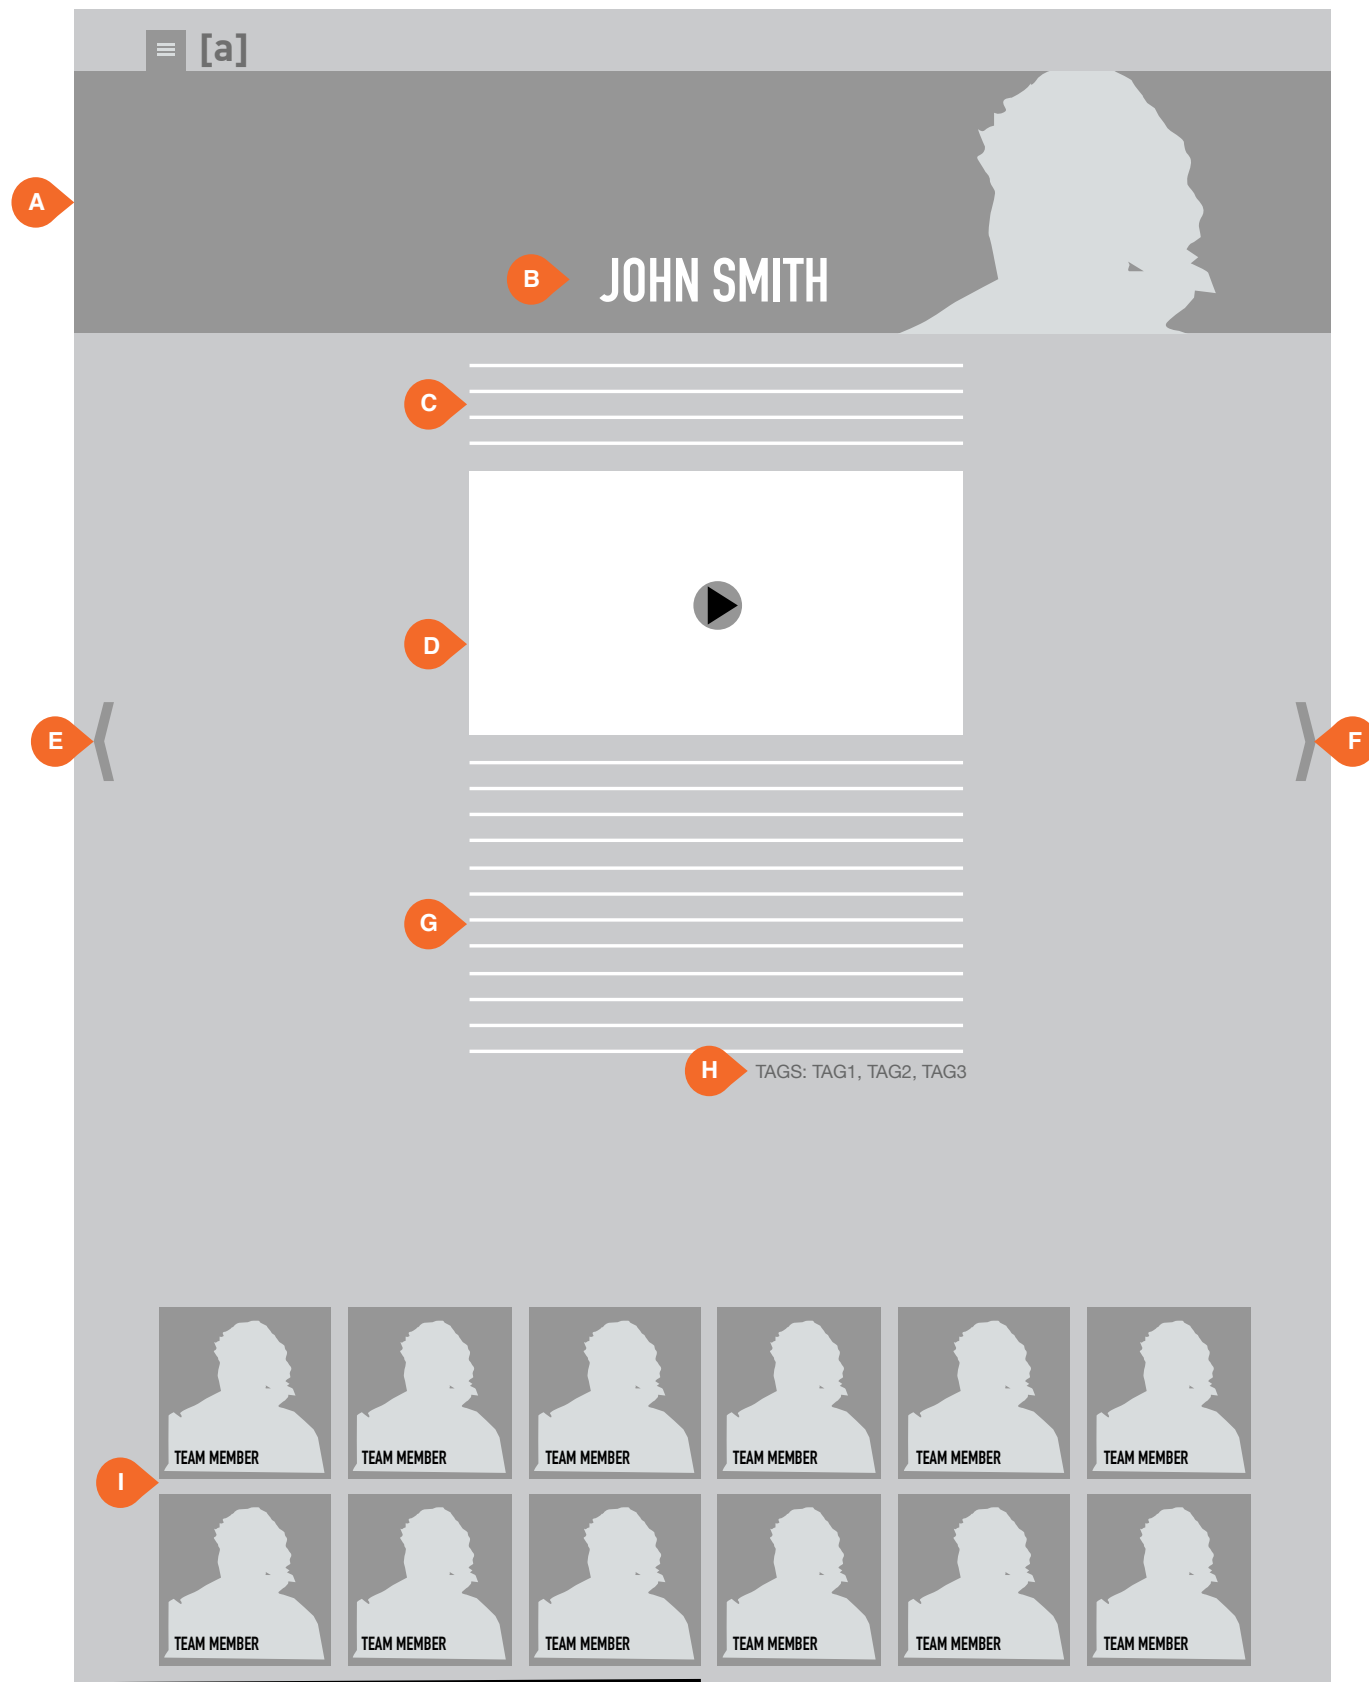 [a]
A
B JOHN SMITH
C
D
E
F
G
H TAGS: TAG1, TAG2, TAG3
TEAM MEMBER TEAM MEMBER TEAM MEMBER TEAM MEMBER TEAM MEMBER TEAM MEMBER
I
TEAM MEMBER TEAM MEMBER TEAM MEMBER TEAM MEMBER TEAM MEMBER TEAM MEMBER